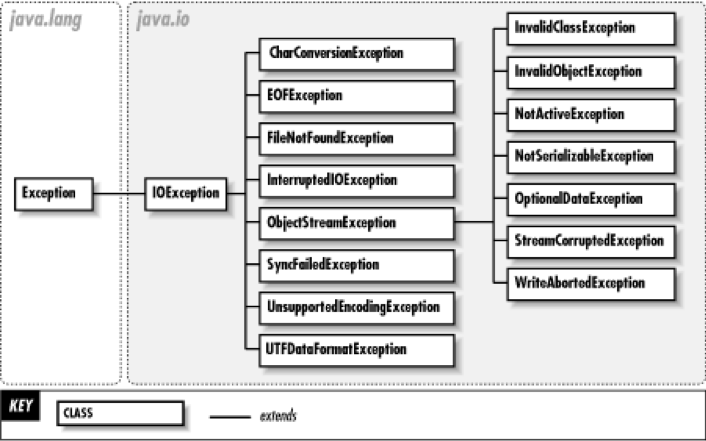 java.lang
java.io
Exception
IOException
CharConversionException
EOFException
FileNotFoundException
InterruptedIOException
ObjectStreamException
SyncFailedException
UnsupportedEncodingException
UTFDataFormatException
InvalidClassException
InvalidObjectException
NotActiveException
NotSerializableException
OptionalDataException
StreamCorruptedException
WriteAbortedException
KEY
CLASS
extends